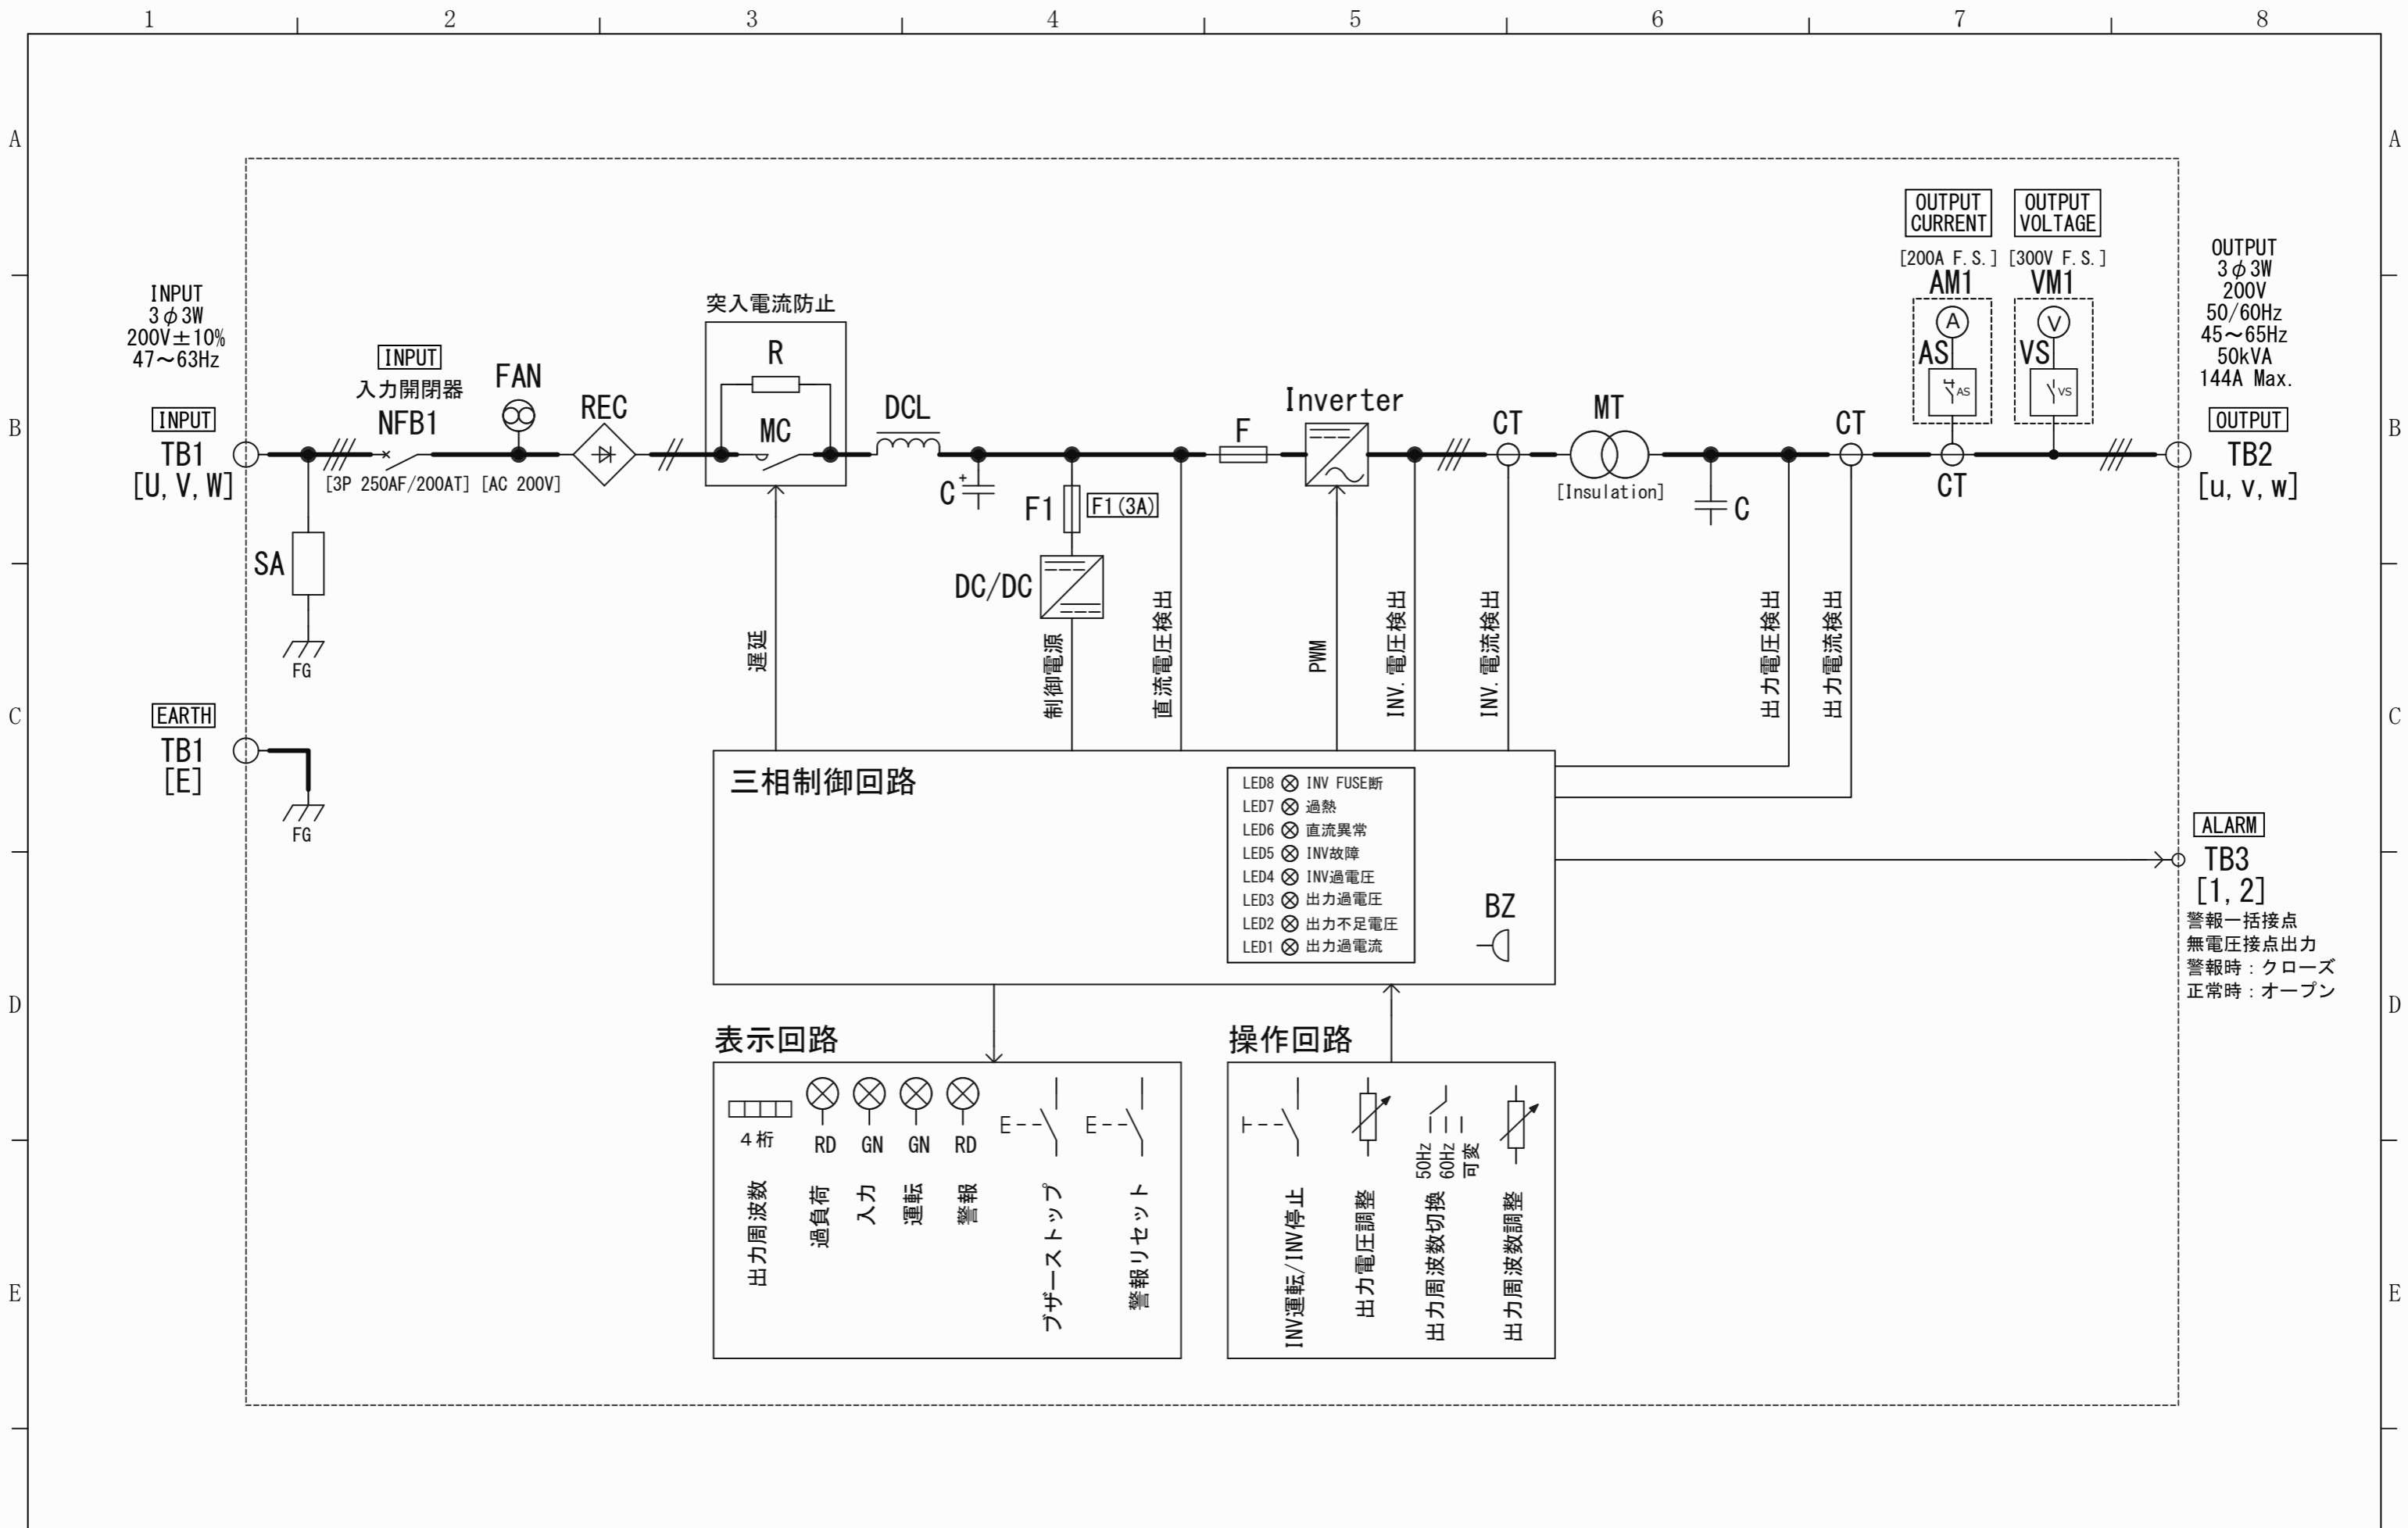 1 2 3 4 5 6 7 8
A A
OUTPUT
CURRENT
OUTPUT
VOLTAGE
[200A F.S.] [300V F.S.]
AM1 VM1
A V
AS VS
AS VS
INPUT
3φ3W
200V±10%
47～63Hz
INPUT
TB1
[U,V,W]
INPUT
入力開閉器
NFB1
[3P 250AF/200AT] [AC 200V]
FAN
REC
突入電流防止
R
MC
DCL
C +
F1 F1(3A)
DC/DC
F
Inverter
CT
MT
[Insulation]
C
CT
CT
OUTPUT
3φ3W
200V
50/60Hz
45～65Hz
50kVA
144A Max.
OUTPUT
TB2
[u,v,w]
B B
SA
FG
遅延
制御電源
直流電圧検出
PWM
INV.電圧検出
INV.電流検出
出力電圧検出
出力電流検出
C C
EARTH
TB1
[E]
FG
三相制御回路
LED8 INV FUSE断
LED7 過熱
LED6 直流異常
LED5 INV故障
LED4 INV過電圧
LED3 出力過電圧
LED2 出力不足電圧
LED1 出力過電流
BZ
ALARM
TB3
[1,2]
警報一括接点
無電圧接点出力
警報時：クローズ
正常時：オープン
D D
表示回路
４桁
RD GN GN RD
出力周波数
過負荷
入力
運転
警報
ブザーストップ
警報リセット
操作回路
50Hz
60Hz
可変
INV運転/INV停止
出力電圧調整
出力周波数切換
出力周波数調整
E E